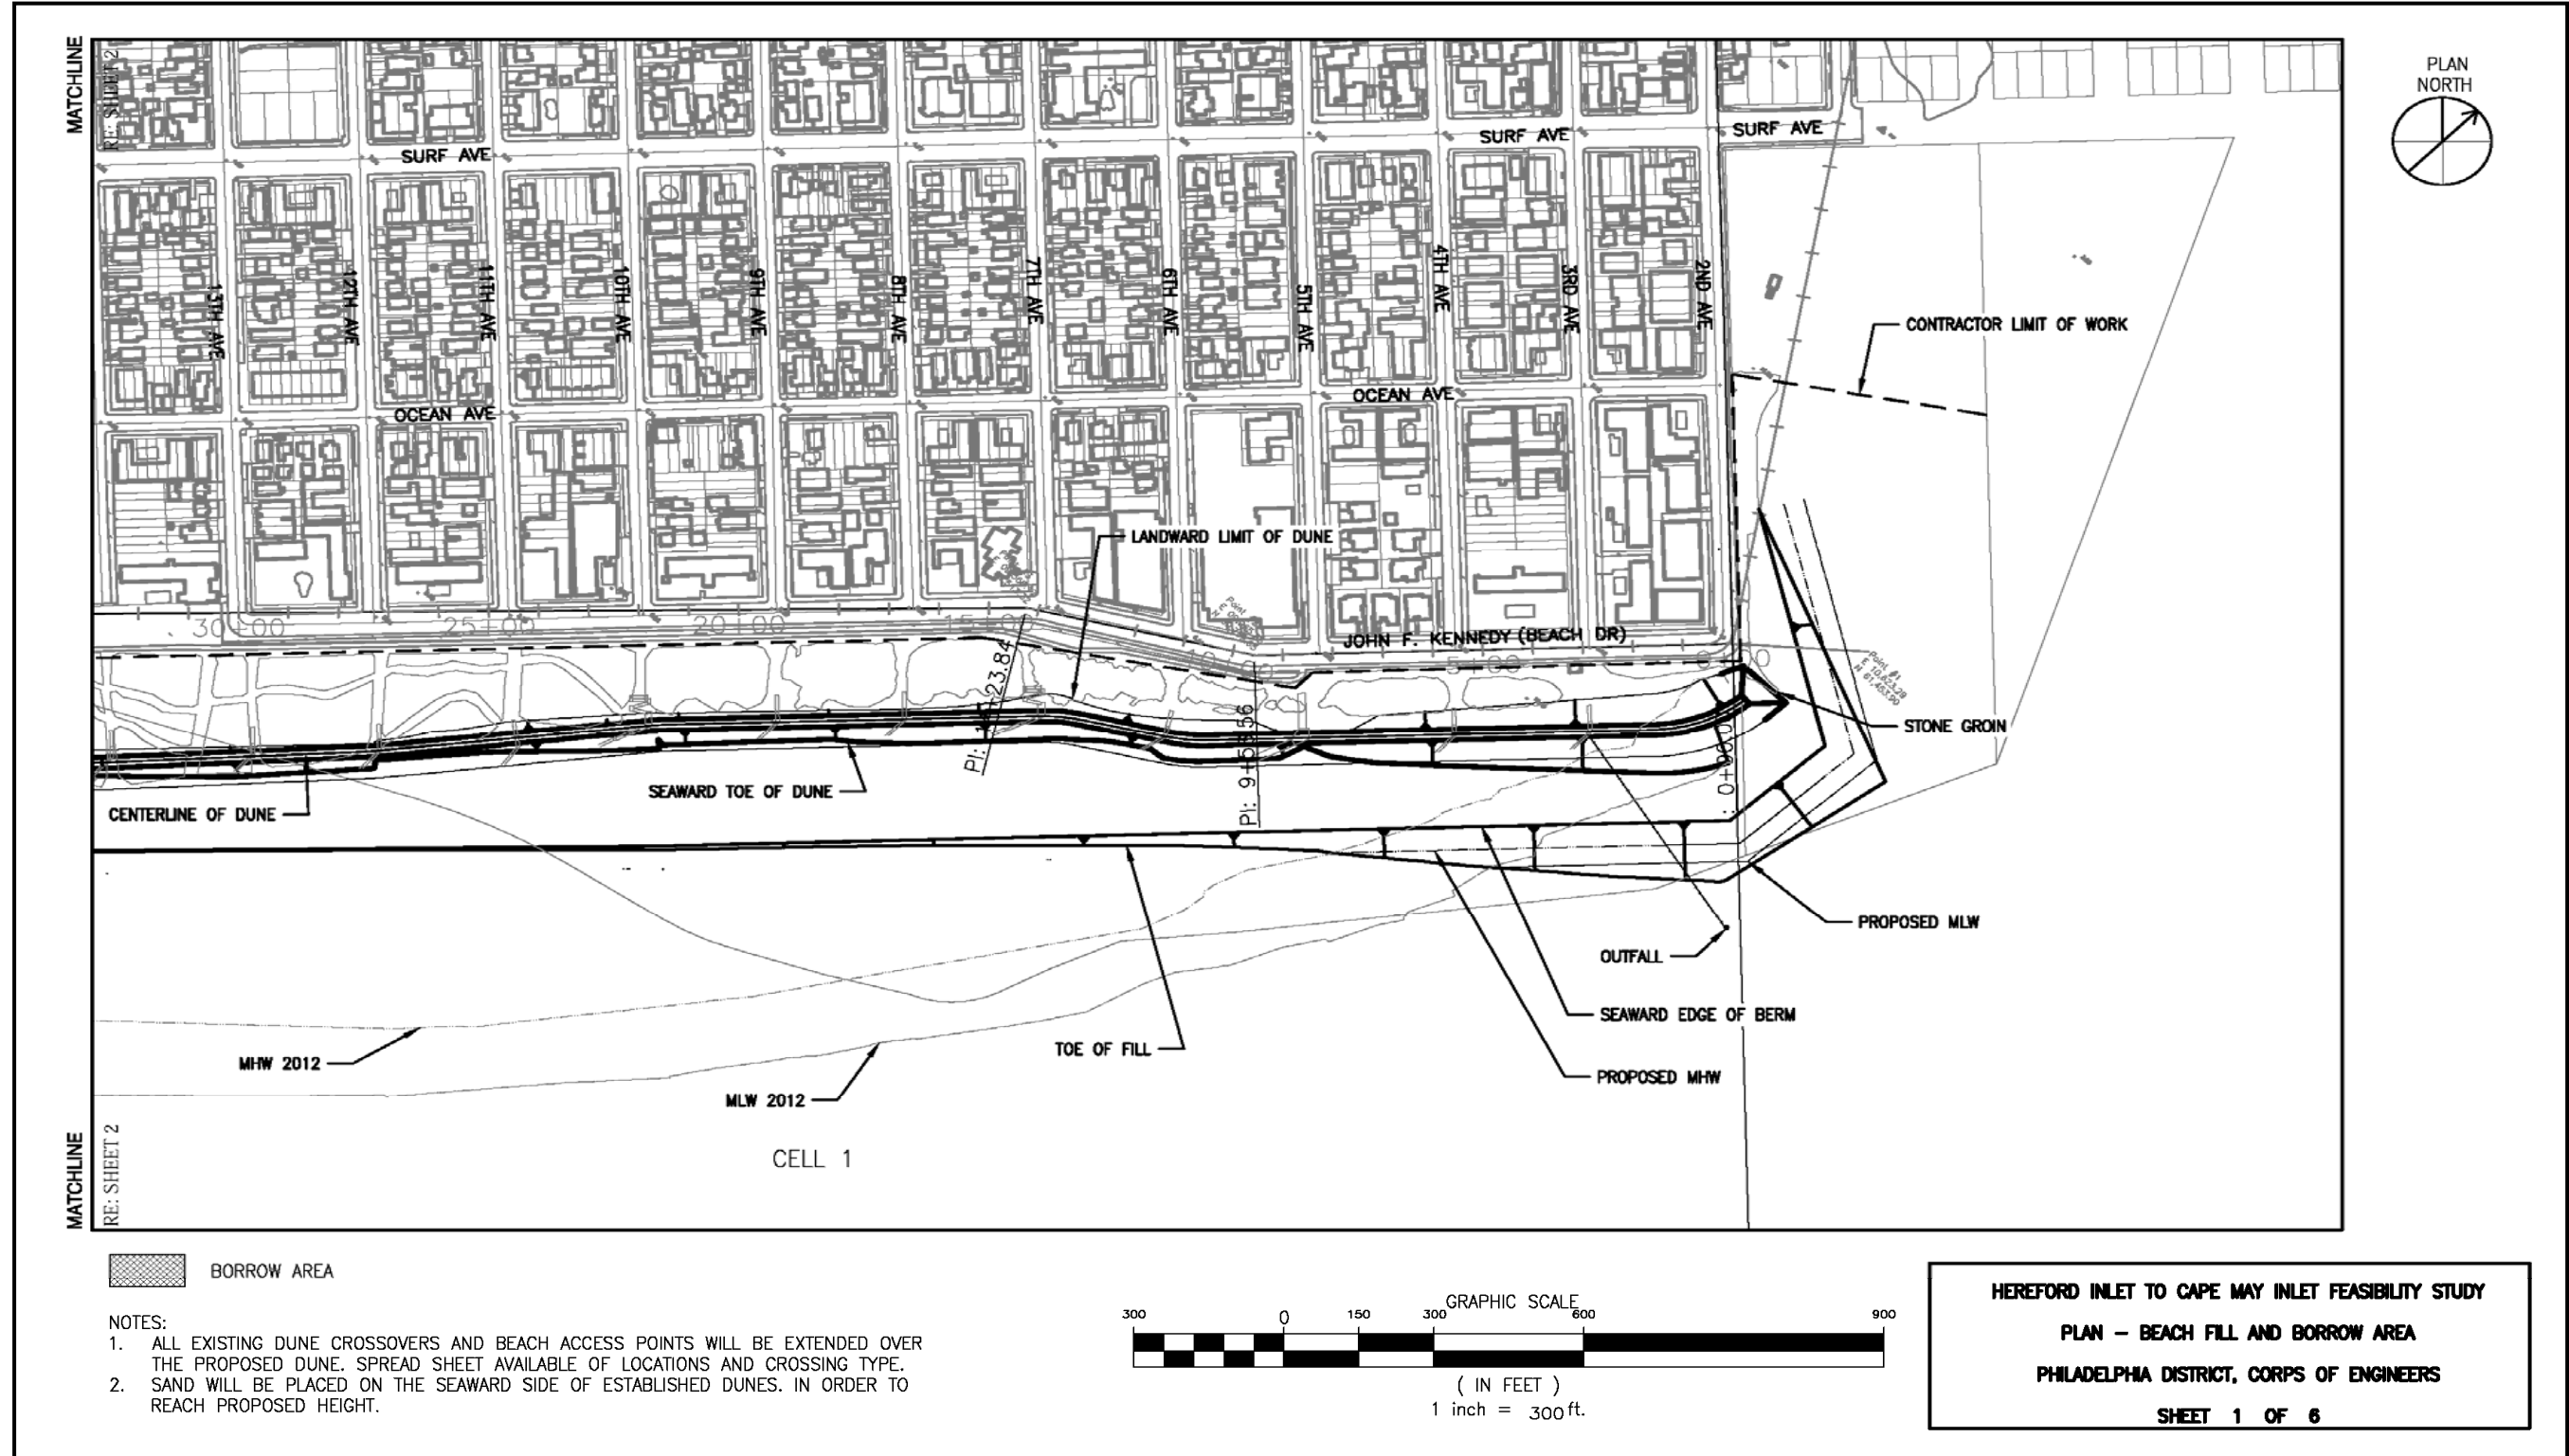 MATCHLINE
RE: SHEET 2
PLAN
NORTH
SURF AVE
SURF AVE
SURF AVE
13TH AVE
12TH AVE
11TH AVE
10TH AVE
9TH AVE
8TH AVE
7TH AVE
6TH AVE
5TH AVE
4TH AVE
3RD AVE
2ND AVE
CONTRACTOR LIMIT OF WORK
OCEAN AVE
OCEAN AVE
LANDWARD LIMIT OF DUNE
30+00
25+00
20+00
15+00
10+00
5+00
0+00
JOHN F. KENNEDY (BEACH DR)
Point #1
STONE GROIN
SEAWARD TOE OF DUNE
CENTERLINE OF DUNE
PROPOSED MLW
OUTFALL
SEAWARD EDGE OF BERM
TOE OF FILL
PROPOSED MHW
MHW 2012
MLW 2012
CELL 1
MATCHLINE
RE: SHEET 2
BORROW AREA
NOTES:
1. ALL EXISTING DUNE CROSSOVERS AND BEACH ACCESS POINTS WILL BE EXTENDED OVER
THE PROPOSED DUNE. SPREAD SHEET AVAILABLE OF LOCATIONS AND CROSSING TYPE.
2. SAND WILL BE PLACED ON THE SEAWARD SIDE OF ESTABLISHED DUNES. IN ORDER TO
REACH PROPOSED HEIGHT.
GRAPHIC SCALE
300 0 150 300 600 900
( IN FEET )
1 inch = 300 ft.
HEREFORD INLET TO CAPE MAY INLET FEASIBILITY STUDY
PLAN – BEACH FILL AND BORROW AREA
PHILADELPHIA DISTRICT, CORPS OF ENGINEERS
SHEET 1 OF 6